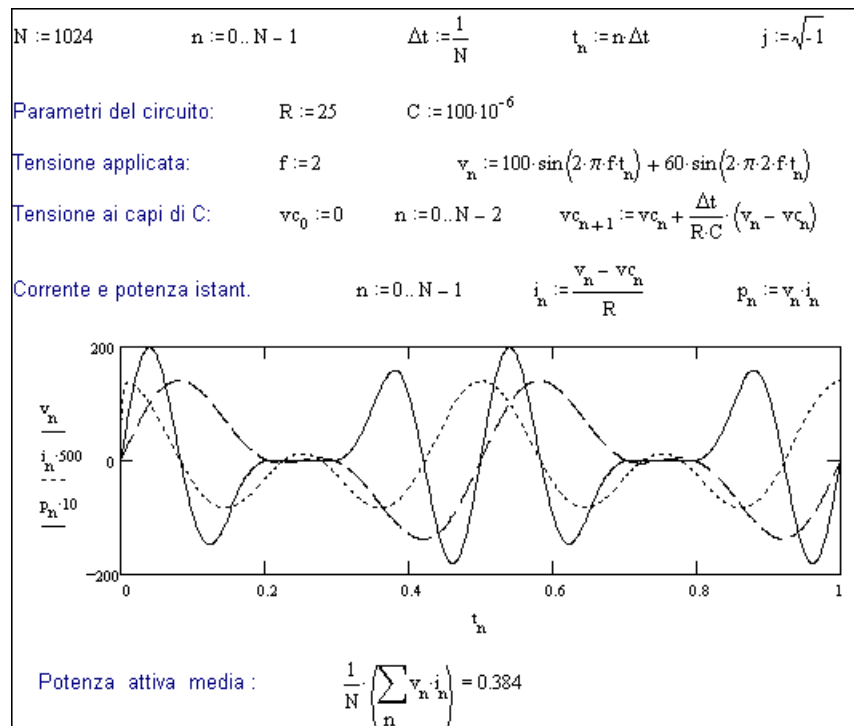 N := 1024 n := 0.. N − 1 Δt := 1/N t_n := n·Δt j := √-1
Parametri del circuito: R := 25 C := 100·10^-6
Tensione applicata: f := 2 v_n := 100·sin(2·π·f·t_n) + 60·sin(2·π·2·f·t_n)
Tensione ai capi di C: vc_0 := 0 n := 0.. N − 2 vc_n+1 := vc_n + Δt/(R·C)·(v_n − vc_n)
Corrente e potenza istant. n := 0.. N − 1 i_n := (v_n − vc_n)/R p_n := v_n·i_n
200
v_n
i_n·500
0
p_n·10
−200
0 0.2 0.4 0.6 0.8 1
t_n
Potenza attiva media : 1/N·(∑_n v_n·i_n) = 0.384